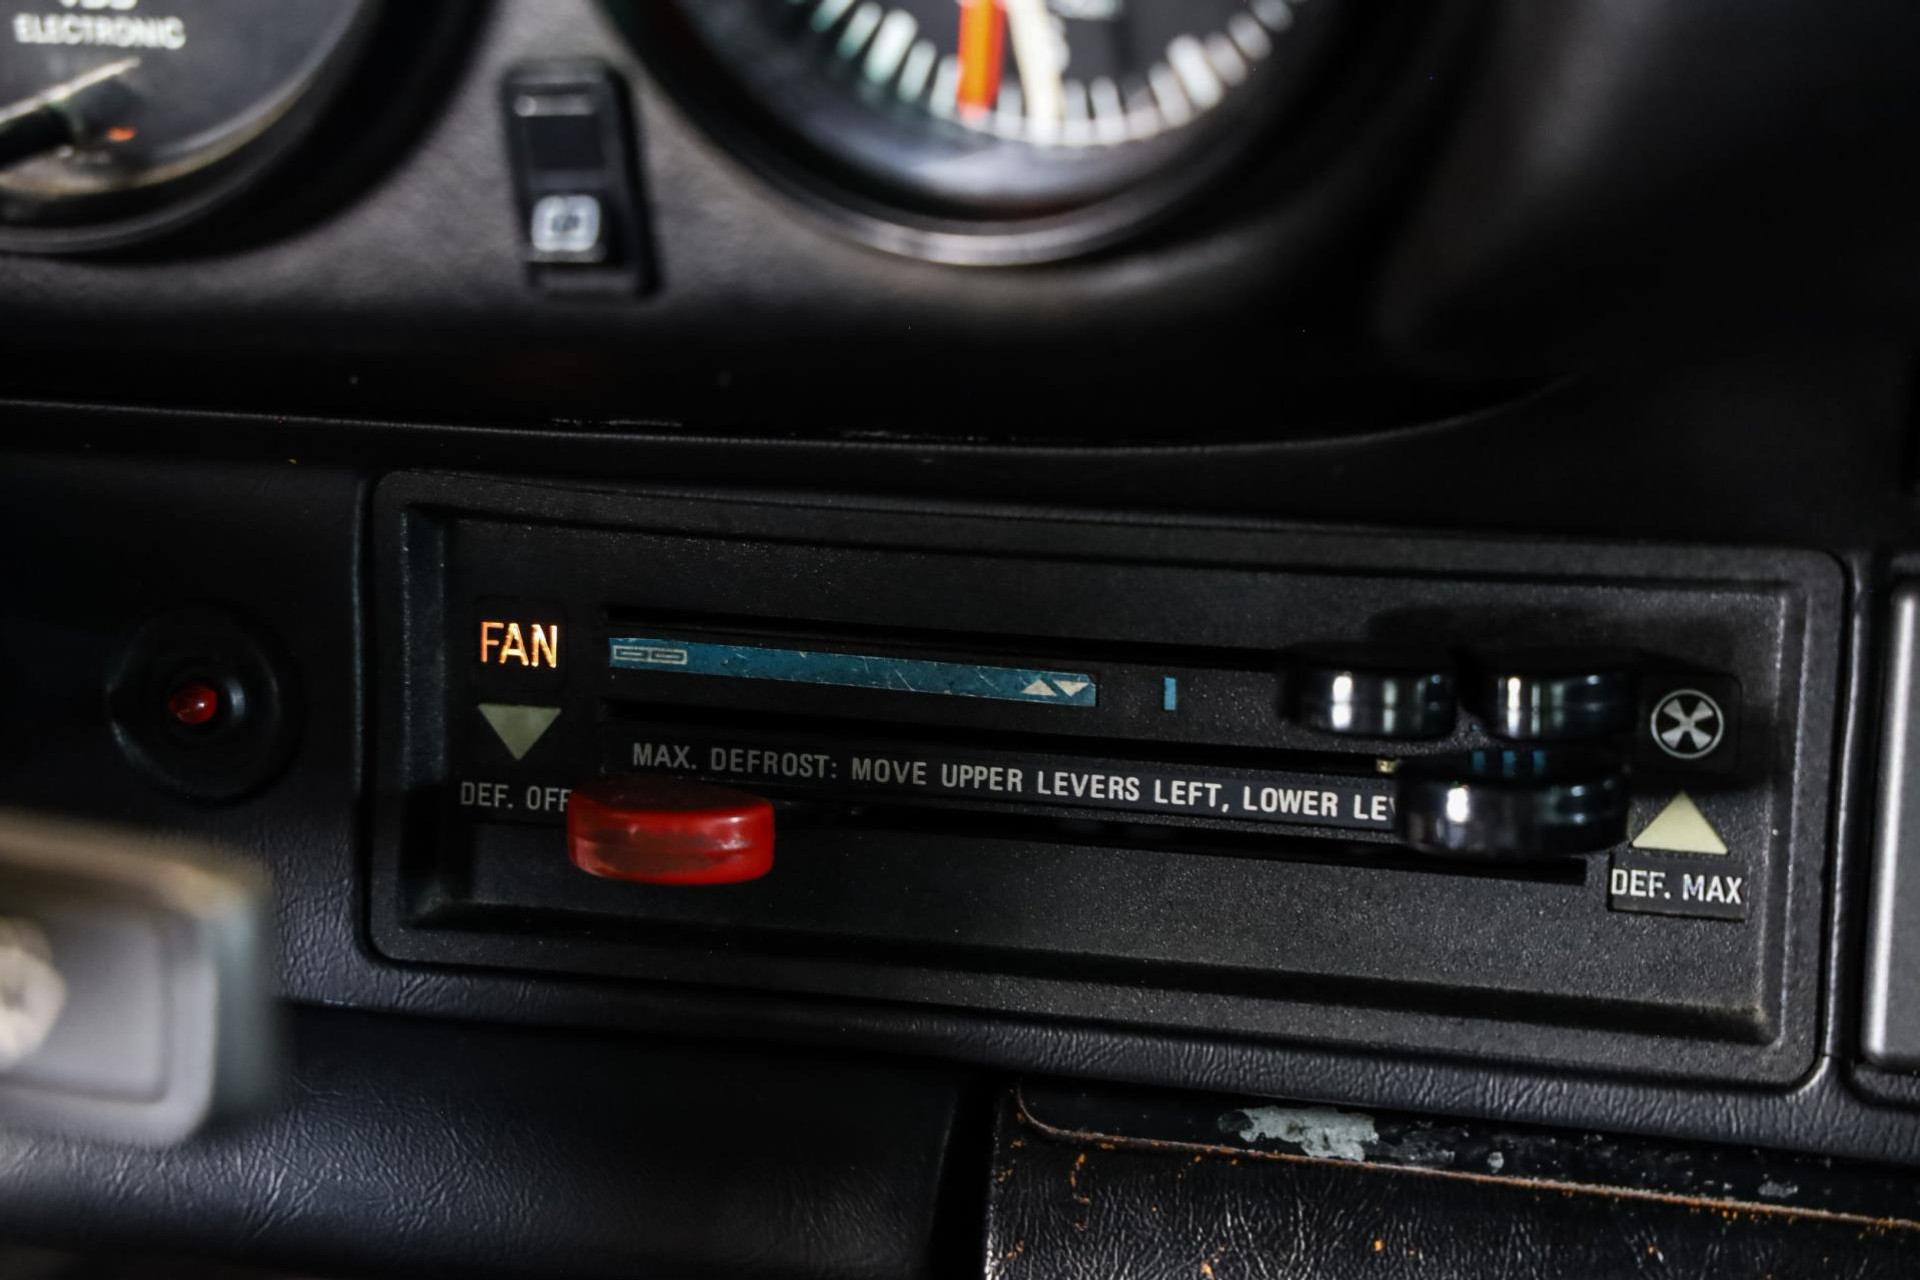 ELECTRONIC
FAN
MAX. DEFROST: MOVE UPPER LEVERS LEFT, LOWER LE
DEF. OFF
DEF. MAX